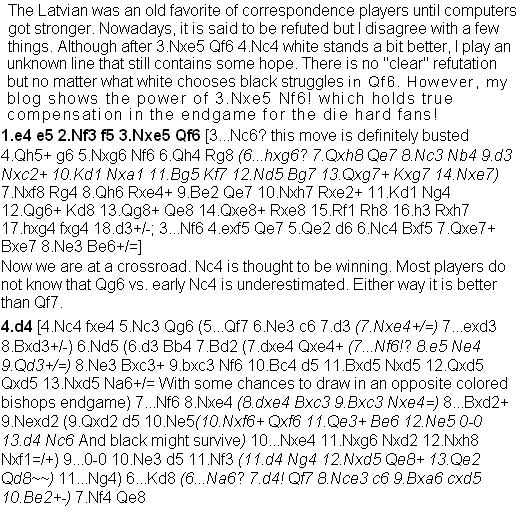 The Latvian was an old favorite of correspondence players until computers
got stronger. Nowadays, it is said to be refuted but I disagree with a few
things. Although after 3.Nxe5 Qf6 4.Nc4 white stands a bit better, I play an
unknown line that still contains some hope. There is no "clear" refutation
but no matter what white chooses black struggles in Qf6. However, my
blog shows the power of 3.Nxe5 Nf6! which holds true
compensation in the endgame for the die hard fans!
1.e4 e5 2.Nf3 f5 3.Nxe5 Qf6 [3...Nc6? this move is definitely busted
4.Qh5+ g6 5.Nxg6 Nf6 6.Qh4 Rg8 (6...hxg6? 7.Qxh8 Qe7 8.Nc3 Nb4 9.d3
Nxc2+ 10.Kd1 Nxa1 11.Bg5 Kf7 12.Nd5 Bg7 13.Qxg7+ Kxg7 14.Nxe7)
7.Nxf8 Rg4 8.Qh6 Rxe4+ 9.Be2 Qe7 10.Nxh7 Rxe2+ 11.Kd1 Ng4
12.Qg6+ Kd8 13.Qg8+ Qe8 14.Qxe8+ Rxe8 15.Rf1 Rh8 16.h3 Rxh7
17.hxg4 fxg4 18.d3+/-; 3...Nf6 4.exf5 Qe7 5.Qe2 d6 6.Nc4 Bxf5 7.Qxe7+
Bxe7 8.Ne3 Be6+/=]
Now we are at a crossroad. Nc4 is thought to be winning. Most players do
not know that Qg6 vs. early Nc4 is underestimated. Either way it is better
than Qf7.
4.d4 [4.Nc4 fxe4 5.Nc3 Qg6 (5...Qf7 6.Ne3 c6 7.d3 (7.Nxe4+/=) 7...exd3
8.Bxd3+/-) 6.Nd5 (6.d3 Bb4 7.Bd2 (7.dxe4 Qxe4+ (7...Nf6!? 8.e5 Ne4
9.Qd3+/=) 8.Ne3 Bxc3+ 9.bxc3 Nf6 10.Bc4 d5 11.Bxd5 Nxd5 12.Qxd5
Qxd5 13.Nxd5 Na6+/= With some chances to draw in an opposite colored
bishops endgame) 7...Nf6 8.Nxe4 (8.dxe4 Bxc3 9.Bxc3 Nxe4=) 8...Bxd2+
9.Nexd2 (9.Qxd2 d5 10.Ne5(10.Nxf6+ Qxf6 11.Qe3+ Be6 12.Ne5 0-0
13.d4 Nc6 And black might survive) 10...Nxe4 11.Nxg6 Nxd2 12.Nxh8
Nxf1=/+) 9...0-0 10.Ne3 d5 11.Nf3 (11.d4 Ng4 12.Nxd5 Qe8+ 13.Qe2
Qd8~~) 11...Ng4) 6...Kd8 (6...Na6? 7.d4! Qf7 8.Nce3 c6 9.Bxa6 cxd5
10.Be2+-) 7.Nf4 Qe8